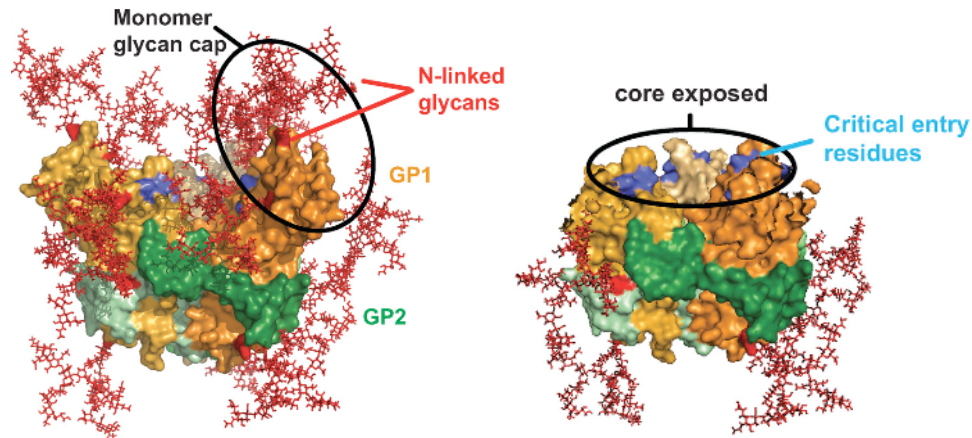 Monomer
glycan cap
N-linked
glycans
GP1
GP2
core exposed
Critical entry
residues